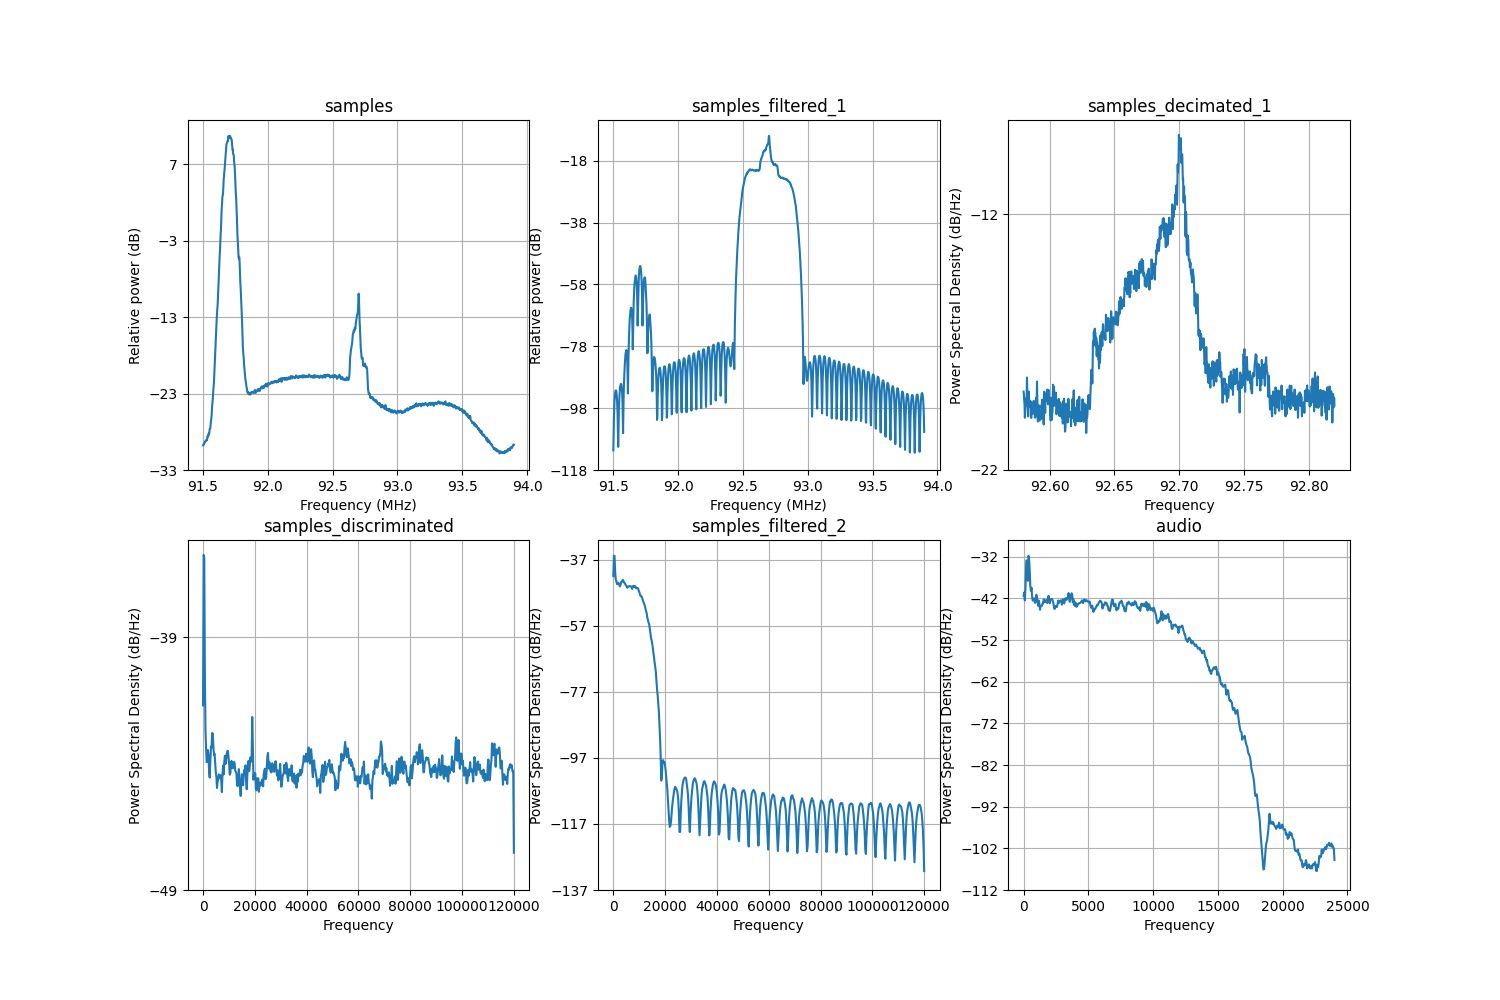 samples
samples_filtered_1
samples_decimated_1
Relative power (dB)
7
−3
−13
−23
−33
91.5 92.0 92.5 93.0 93.5 94.0
Frequency (MHz)
Relative power (dB)
−18
−38
−58
−78
−98
−118
91.5 92.0 92.5 93.0 93.5 94.0
Frequency (MHz)
Power Spectral Density (dB/Hz)
−12
−22
92.60 92.65 92.70 92.75 92.80
Frequency
samples_discriminated
samples_filtered_2
audio
Power Spectral Density (dB/Hz)
−39
−49
0 20000 40000 60000 80000 100000 120000
Frequency
Power Spectral Density (dB/Hz)
−37
−57
−77
−97
−117
−137
0 20000 40000 60000 80000 100000 120000
Frequency
Power Spectral Density (dB/Hz)
−32
−42
−52
−62
−72
−82
−92
−102
−112
0 5000 10000 15000 20000 25000
Frequency